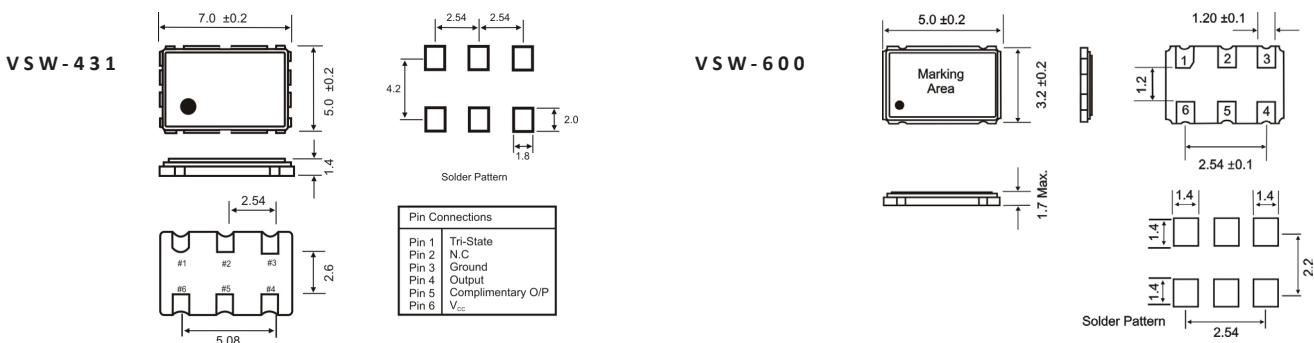 VSW-431
7.0 ±0.2
5.0 ±0.2
1.4
2.54
#1 #2 #3
#6 #5 #4
2.6
5.08
2.54 2.54
4.2
2.0
1.8
Solder Pattern
Pin Connections
Pin 1 Tri-State
Pin 2 N.C
Pin 3 Ground
Pin 4 Output
Pin 5 Complimentary O/P
Pin 6 Vcc
VSW-600
5.0 ±0.2
Marking
Area
3.2 ±0.2
1.7 Max.
1.20 ±0.1
1 2 3
1.2
6 5 4
2.54 ±0.1
1.4 1.4
1.4
1.4
2.2
Solder Pattern
2.54